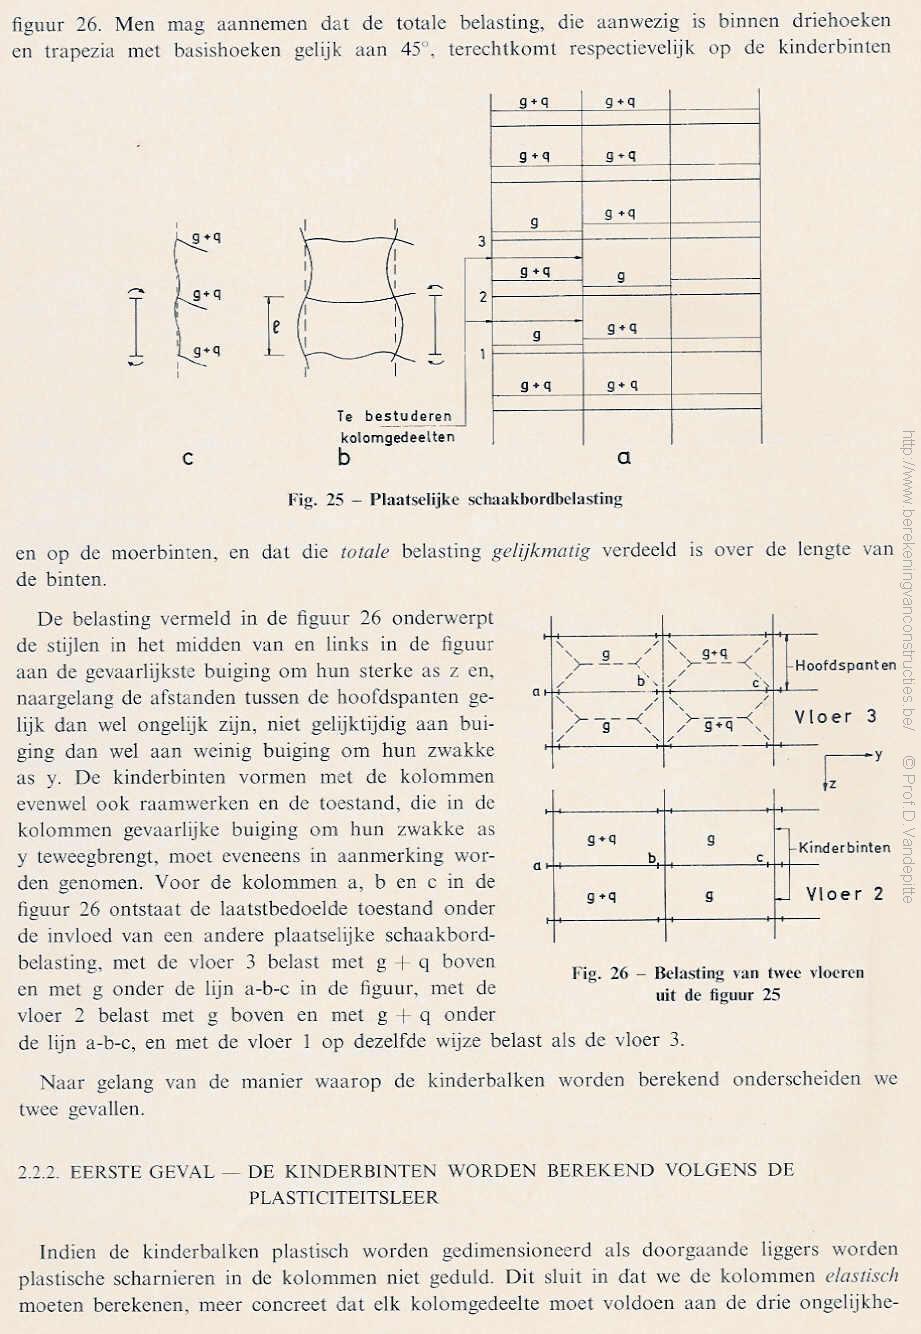 figuur 26. Men mag aannemen dat de totale belasting, die aanwezig is binnen driehoeken
en trapezia met basishoeken gelijk aan 45°, terechtkomt respectievelijk op de kinderbinten
g+q g+q
g+q g+q
g+q
g
g+q
3
g+q
g
g+q
2
g+q
g
g+q
1
g+q g+q
ℓ
Te bestuderen
kolomgedeelten
c b a
Fig. 25 – Plaatselijke schaakbordbelasting
en op de moerbinten, en dat die totale belasting gelijkmatig verdeeld is over de lengte van
de binten.
De belasting vermeld in de figuur 26 onderwerpt
de stijlen in het midden van en links in de figuur
aan de gevaarlijkste buiging om hun sterke as z en,
naargelang de afstanden tussen de hoofdspanten ge-
lijk dan wel ongelijk zijn, niet gelijktijdig aan bui-
ging dan wel aan weinig buiging om hun zwakke
as y. De kinderbinten vormen met de kolommen
evenwel ook raamwerken en de toestand, die in de
kolommen gevaarlijke buiging om hun zwakke as
y teweegbrengt, moet eveneens in aanmerking wor-
den genomen. Voor de kolommen a, b en c in de
figuur 26 ontstaat de laatstbedoelde toestand onder
de invloed van een andere plaatselijke schaakbord-
belasting, met de vloer 3 belast met g + q boven
en met g onder de lijn a-b-c in de figuur, met de
vloer 2 belast met g boven en met g + q onder
de lijn a-b-c, en met de vloer 1 op dezelfde wijze belast als de vloer 3.
g g+q
Hoofdspanten
a b c
Vloer 3
g g+q
y
z
g+q g
Kinderbinten
a b c
Vloer 2
g+q g
Fig. 26 – Belasting van twee vloeren
uit de figuur 25
Naar gelang van de manier waarop de kinderbalken worden berekend onderscheiden we
twee gevallen.
2.2.2. EERSTE GEVAL — DE KINDERBINTEN WORDEN BEREKEND VOLGENS DE
PLASTICITEITSLEER
Indien de kinderbalken plastisch worden gedimensioneerd als doorgaande liggers worden
plastische scharnieren in de kolommen niet geduld. Dit sluit in dat we de kolommen elastisch
moeten berekenen, meer concreet dat elk kolomgedeelte moet voldoen aan de drie ongelijkhe-
http://www.berekeningvanconstructies.be/ © Prof D Vandepitte